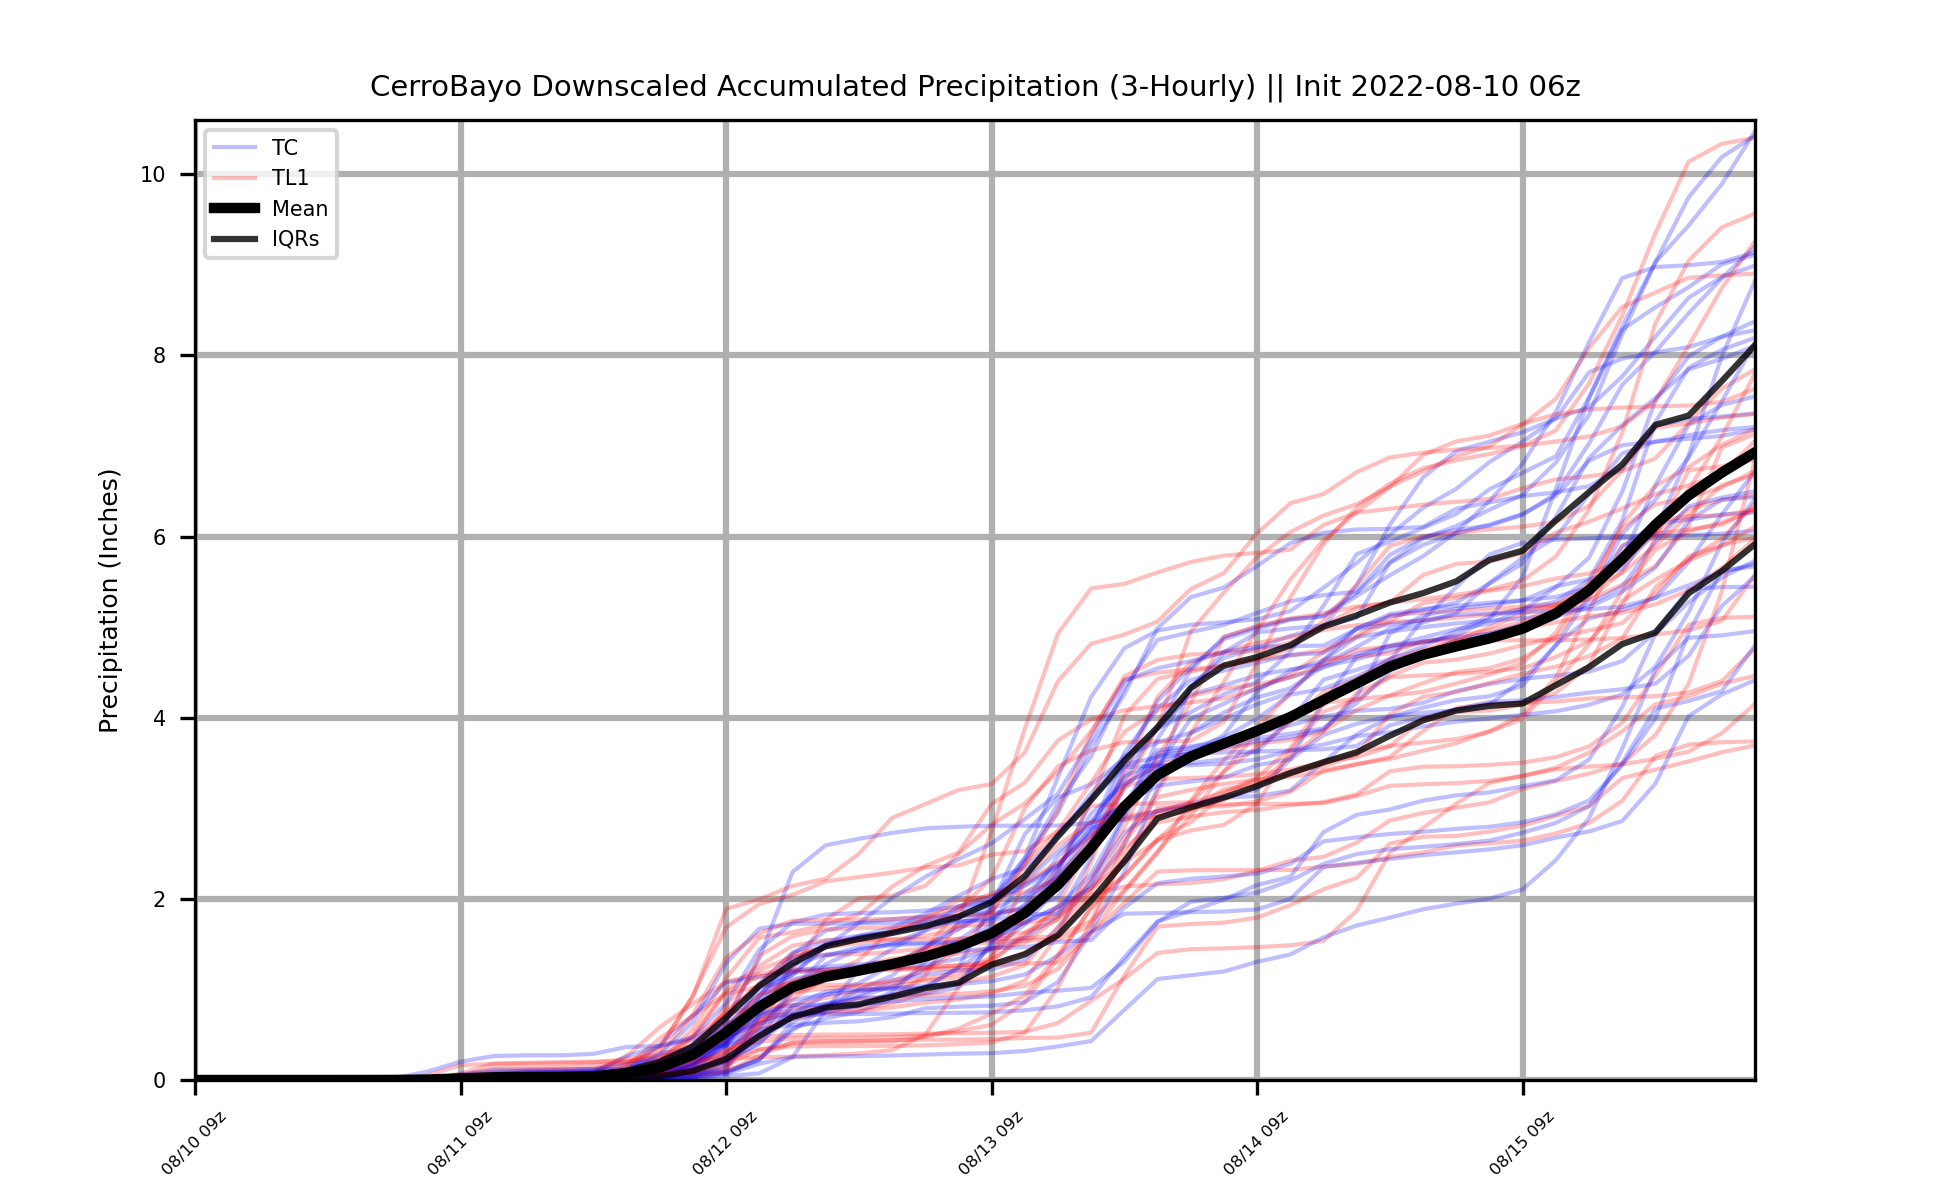 CerroBayo Downscaled Accumulated Precipitation (3-Hourly) || Init 2022-08-10 06z
TC
TL1
Mean
IQRs
Precipitation (Inches)
10
8
6
4
2
0
08/10 09z
08/11 09z
08/12 09z
08/13 09z
08/14 09z
08/15 09z